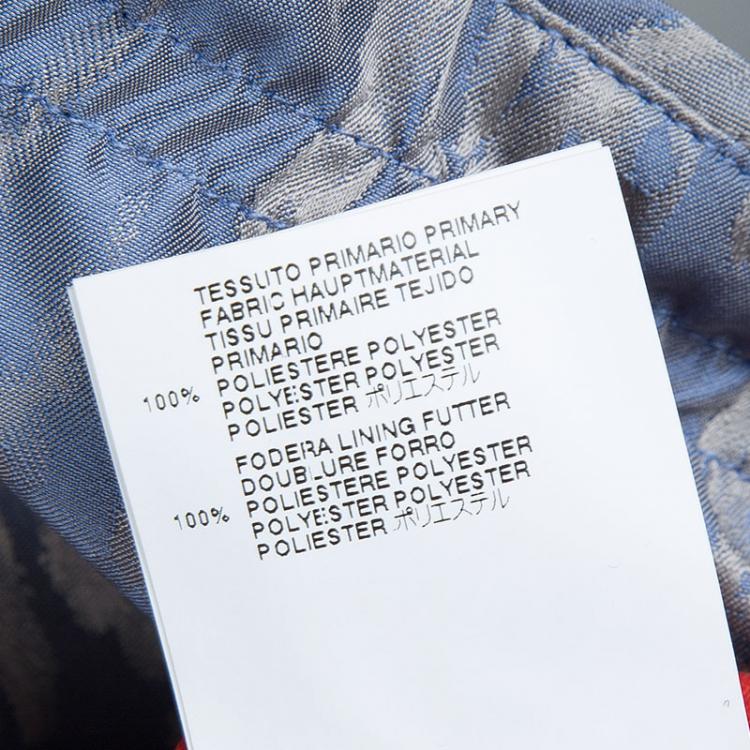 TESSUTO PRIMARIO PRIMARY
FABRIC HAUPTMATERIAL
TISSU PRIMAIRE TEJIDO
PRIMARIO
100% POLIESTERE POLYESTER
POLYESTER POLYESTER
POLIESTER ポリエステル
FODERA LINING FUTTER
DOUBLURE FORRO
100% POLIESTERE POLYESTER
POLYESTER POLYESTER
POLIESTER ポリエステル